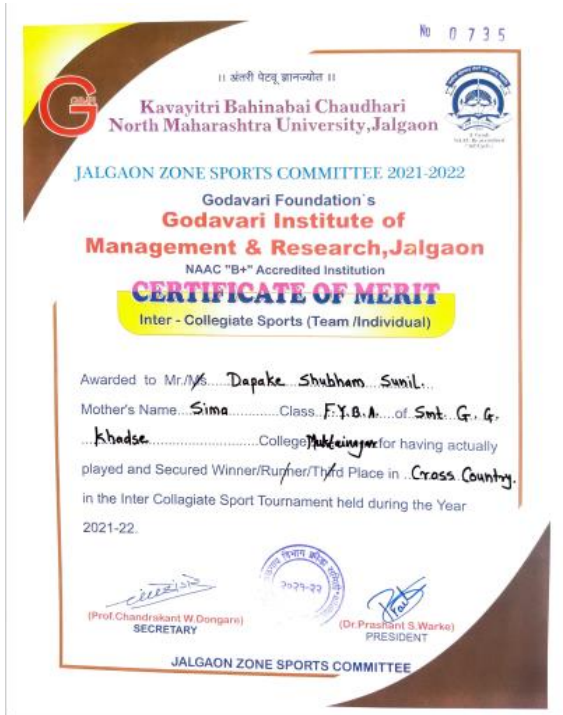 No 0735
।। अंतरी पेटवू ज्ञानज्योत ।।
GIMR
Kavayitri Bahinabai Chaudhari
North Maharashtra University,Jalgaon
JALGAON ZONE SPORTS COMMITTEE 2021-2022
Godavari Foundation`s
Godavari Institute of
Management & Research,Jalgaon
NAAC "B+" Accredited Institution
CERTIFICATE OF MERIT
Inter - Collegiate Sports (Team /Individual)
Awarded to Mr./Ms. Dapake Shubham Sunil.
Mother's Name Sima Class F.Y.B.A. of Smt. G. G.
Khadse College Muktainagar for having actually
played and Secured Winner/Runner/Third Place in Cross Country.
in the Inter Collagiate Sport Tournament held during the Year
2021-22.
विभाग क्रीडा
२०२१-२२
(Prof.Chandrakant W.Dongare)
SECRETARY
(Dr.Prashant S.Warke)
PRESIDENT
JALGAON ZONE SPORTS COMMITTEE